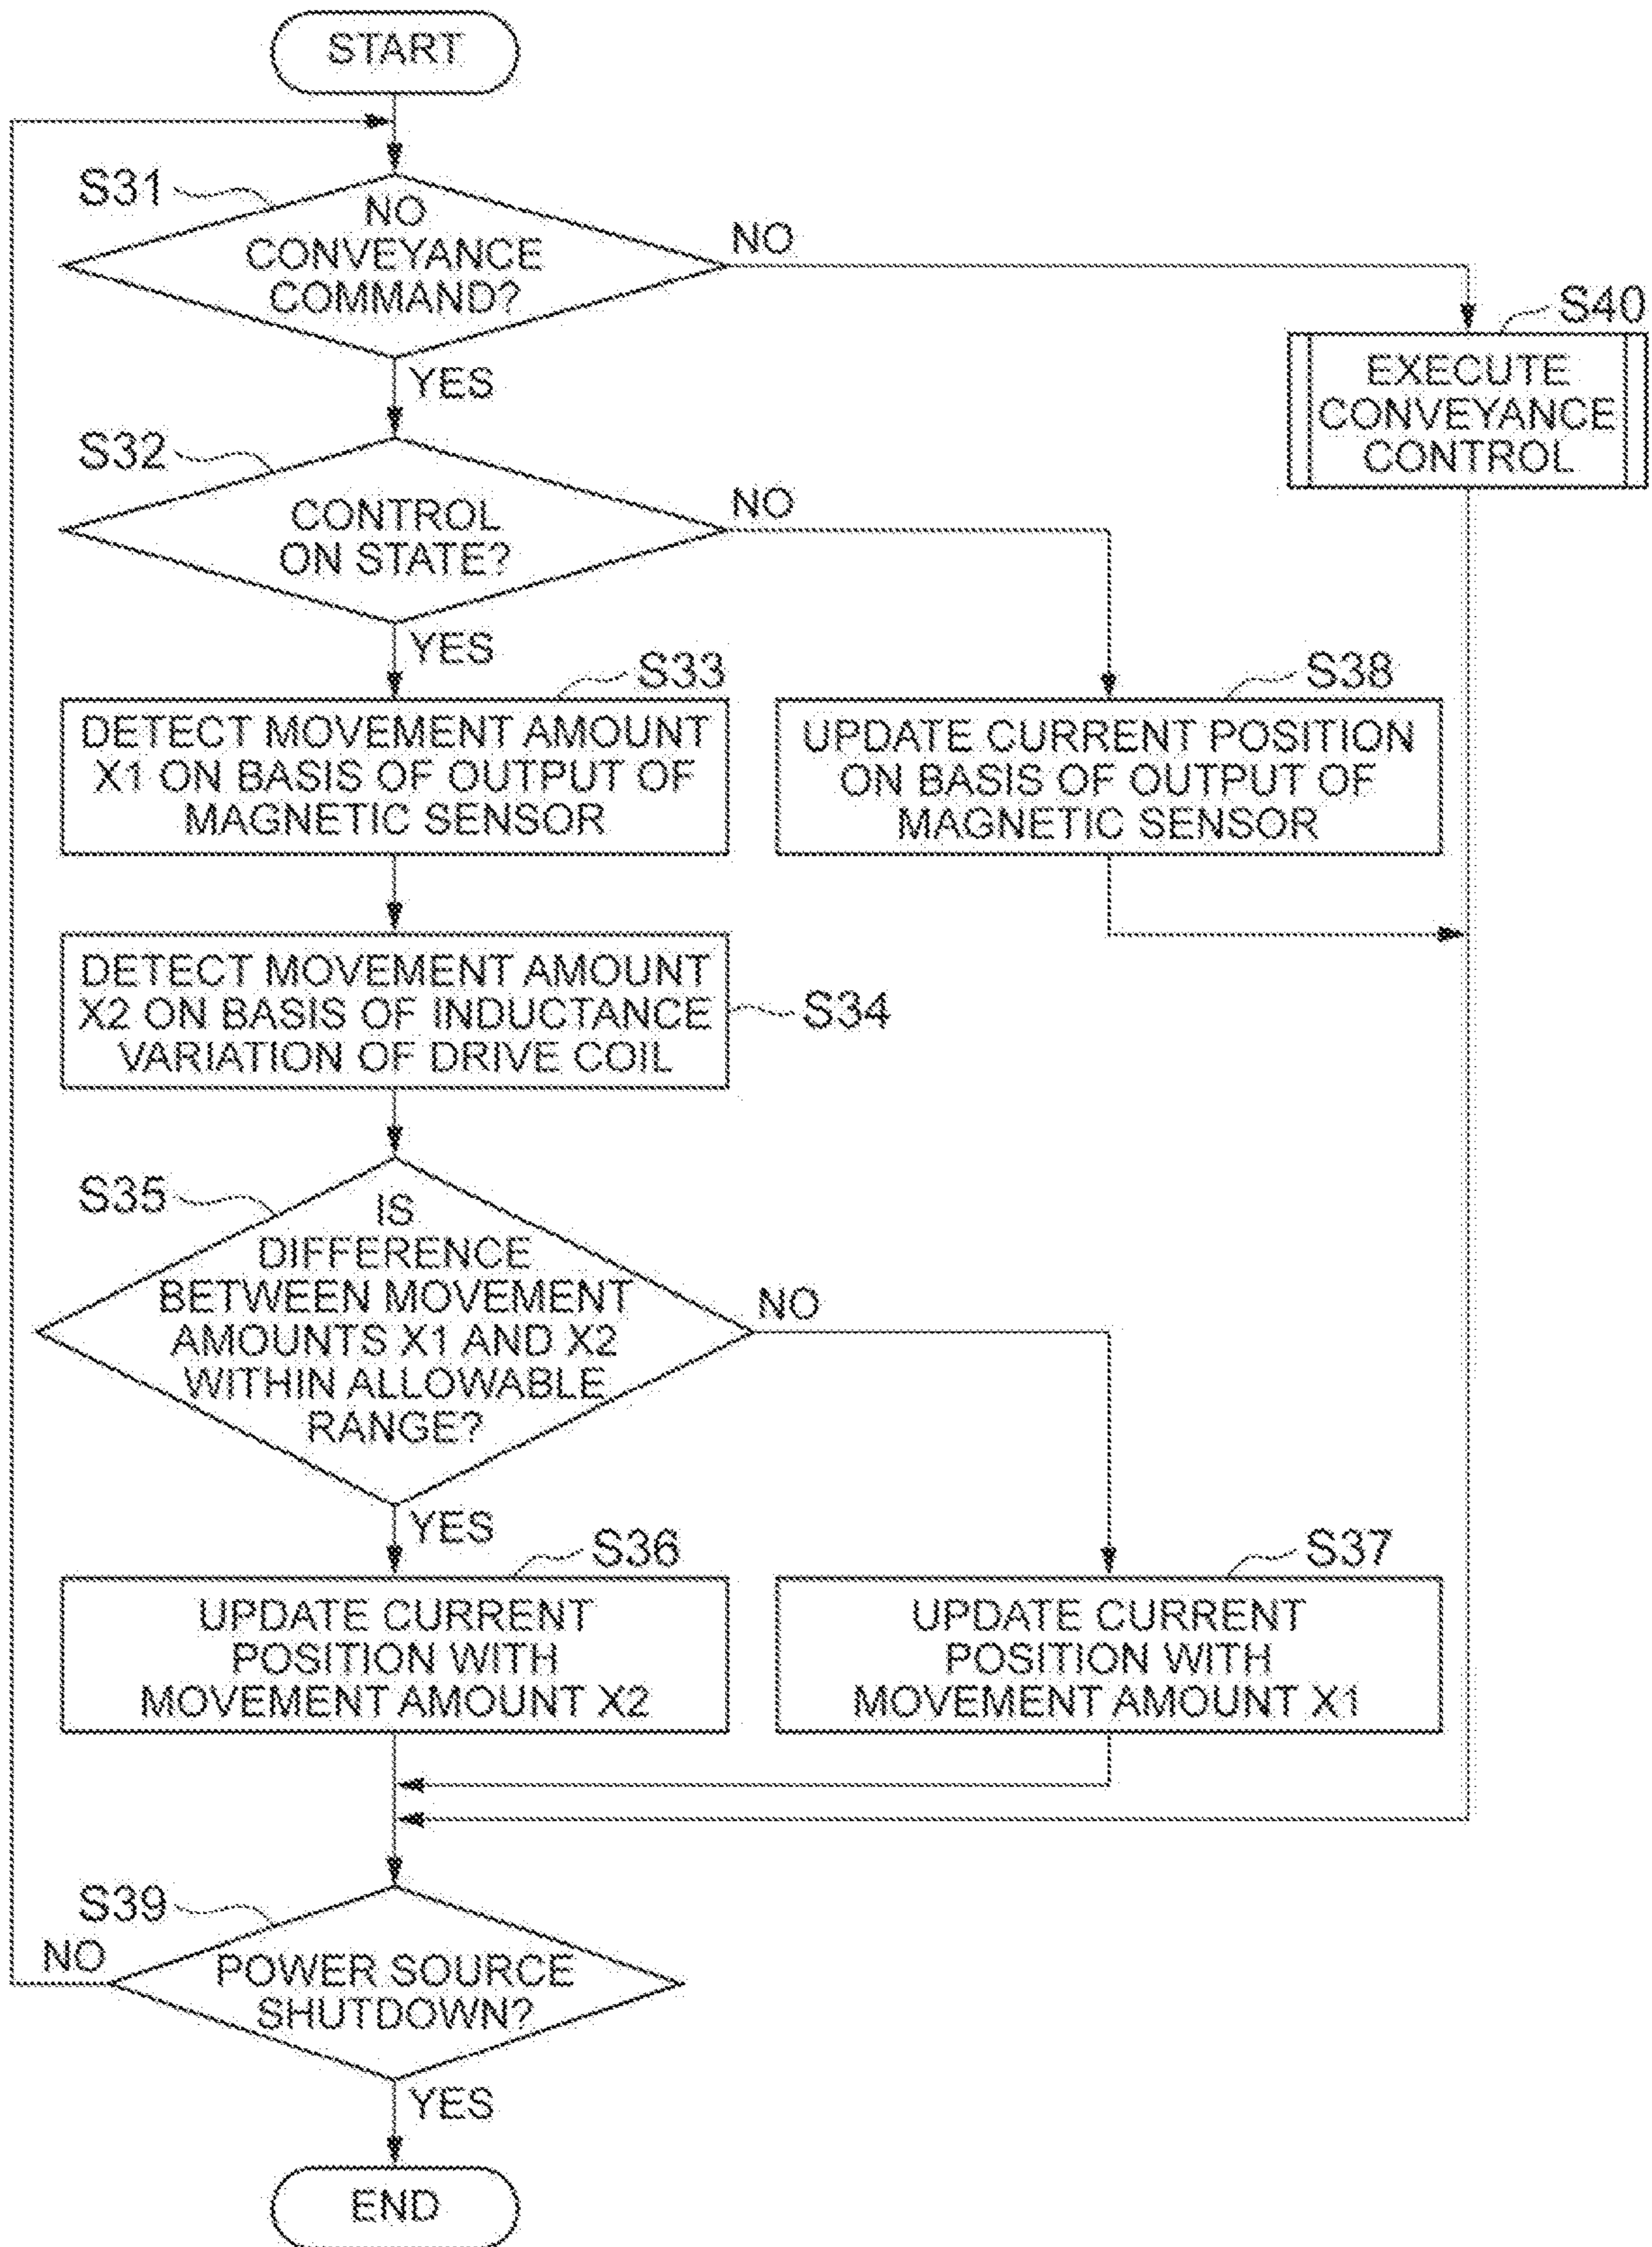 START
S31
NO
CONVEYANCE
COMMAND?
NO
YES
S40
EXECUTE
CONVEYANCE
CONTROL
S32
CONTROL
ON STATE?
NO
YES
S33
DETECT MOVEMENT AMOUNT
X1 ON BASIS OF OUTPUT OF
MAGNETIC SENSOR
S38
UPDATE CURRENT POSITION
ON BASIS OF OUTPUT OF
MAGNETIC SENSOR
DETECT MOVEMENT AMOUNT
X2 ON BASIS OF INDUCTANCE
VARIATION OF DRIVE COIL
S34
S35
IS
DIFFERENCE
BETWEEN MOVEMENT
AMOUNTS X1 AND X2
WITHIN ALLOWABLE
RANGE?
NO
YES
S36
UPDATE CURRENT
POSITION WITH
MOVEMENT AMOUNT X2
S37
UPDATE CURRENT
POSITION WITH
MOVEMENT AMOUNT X1
S39
NO
POWER SOURCE
SHUTDOWN?
YES
END